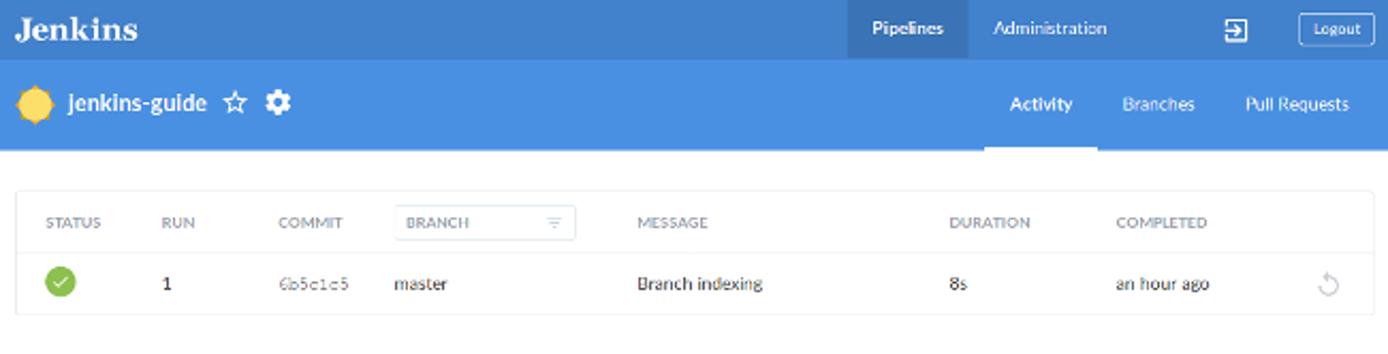 Jenkins Pipelines Administration Logout
jenkins-guide Activity Branches Pull Requests
STATUS RUN COMMIT BRANCH MESSAGE DURATION COMPLETED
1 6b5c1c5 master Branch indexing 8s an hour ago